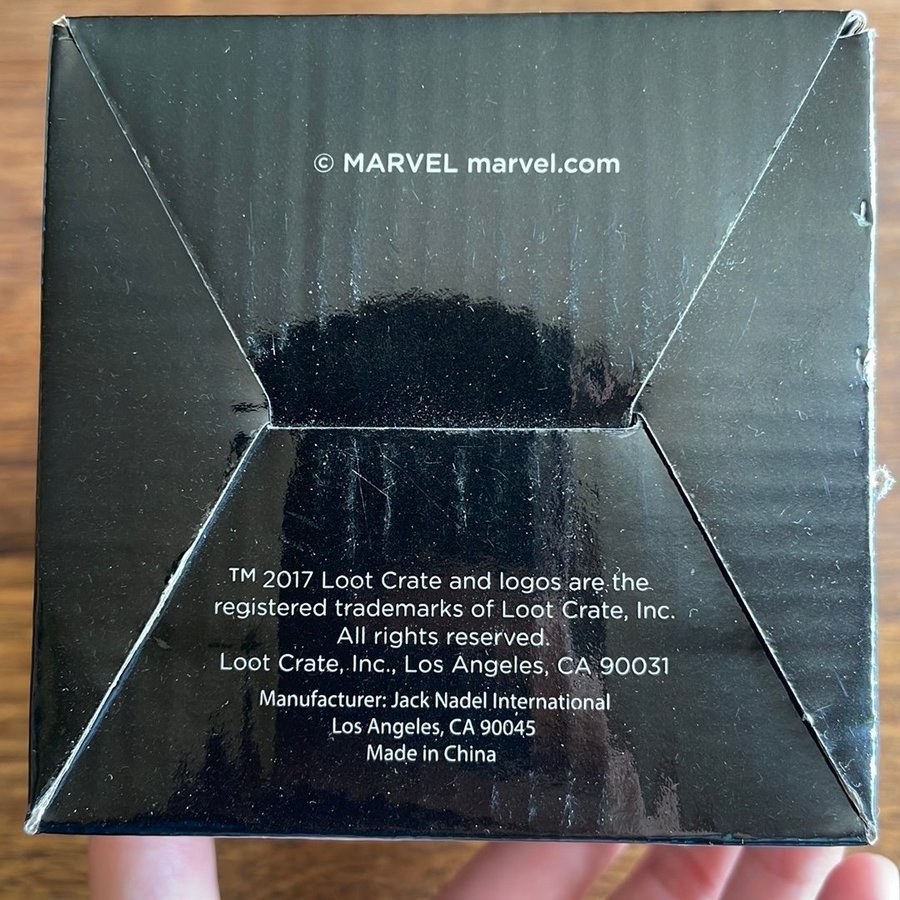 © MARVEL marvel.com
™ 2017 Loot Crate and logos are the
registered trademarks of Loot Crate, Inc.
All rights reserved.
Loot Crate, Inc., Los Angeles, CA 90031
Manufacturer: Jack Nadel International
Los Angeles, CA 90045
Made in China